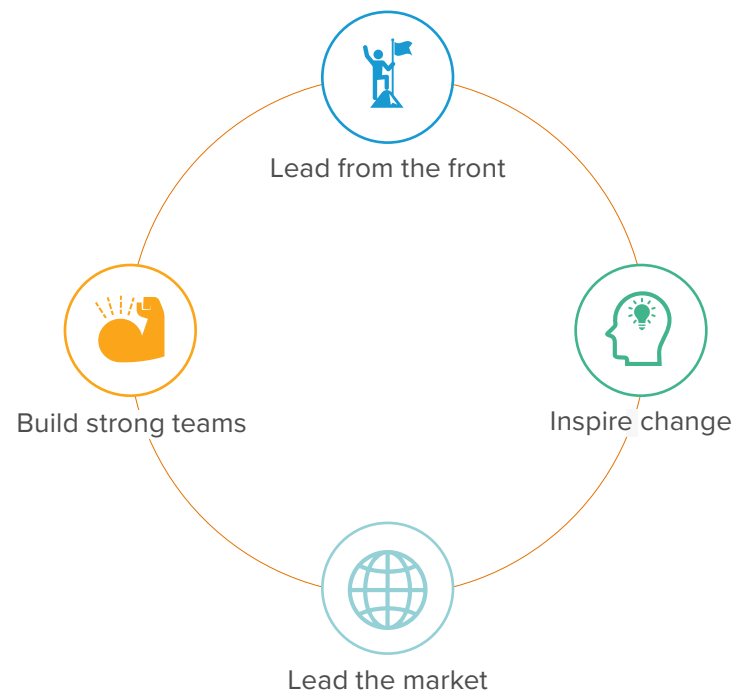 Lead from the front
Build strong teams
Inspire change
Lead the market